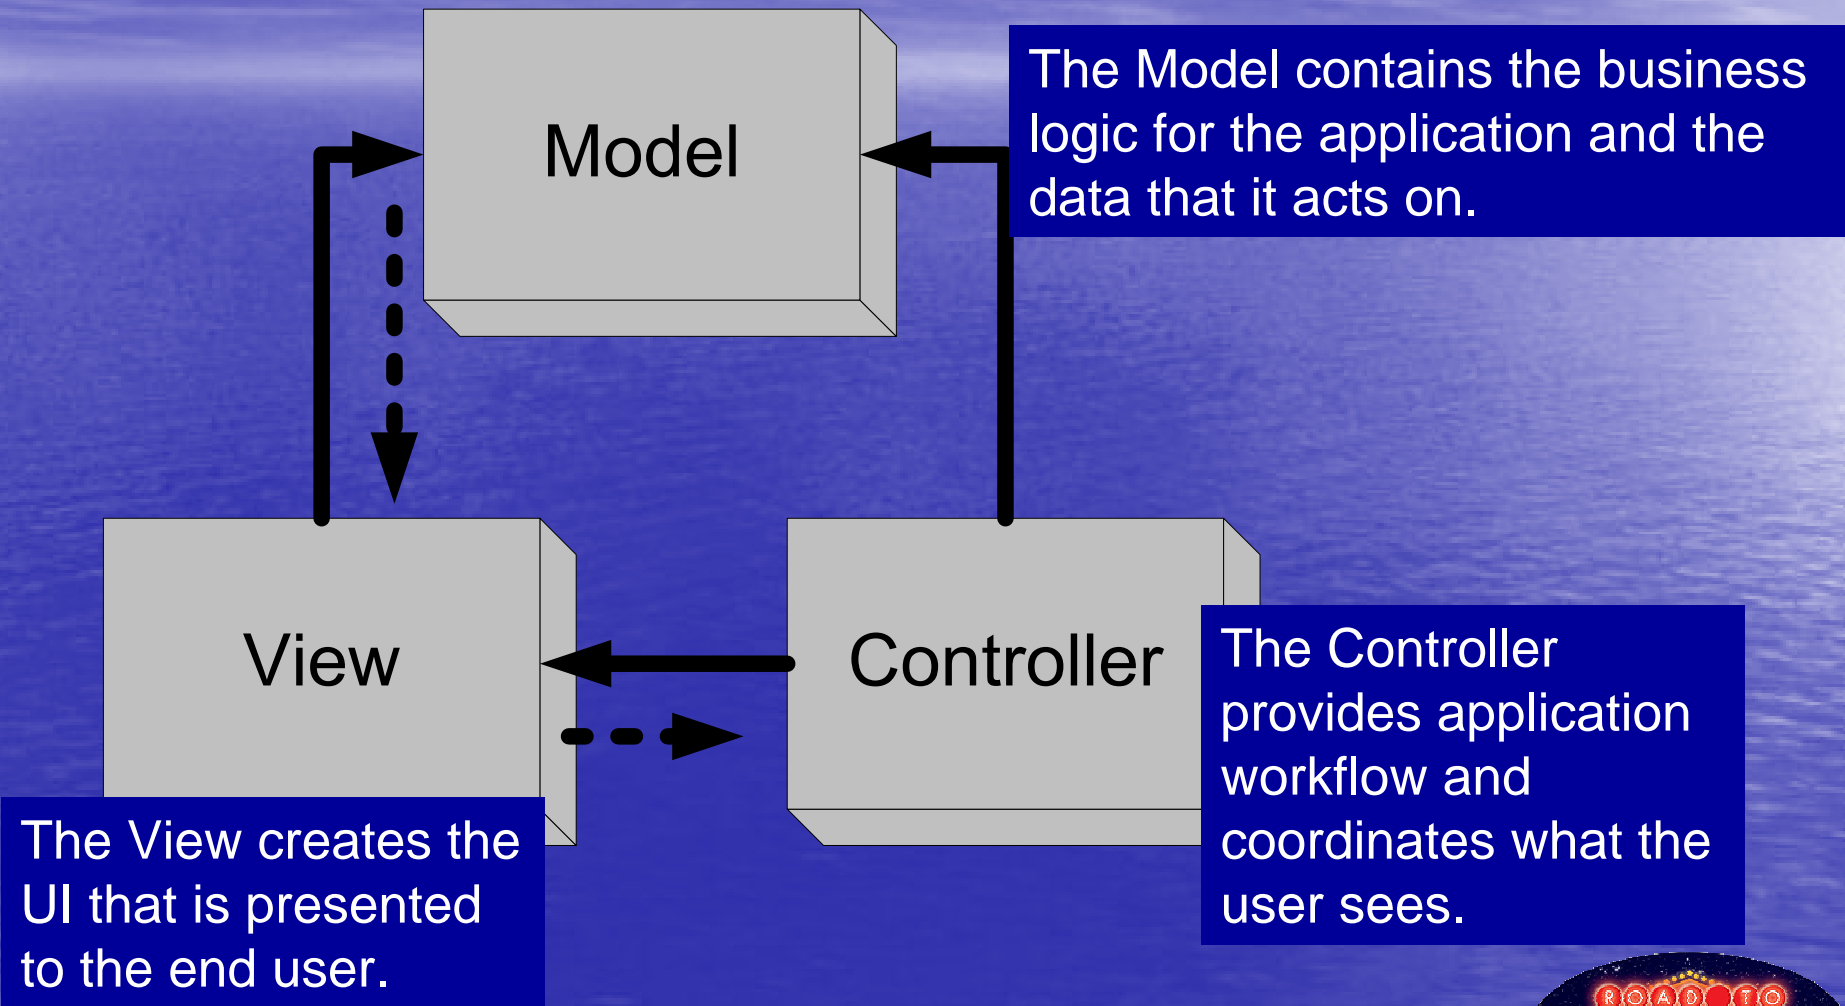 Model
The Model contains the business
logic for the application and the
data that it acts on.
View
Controller
The Controller
provides application
workflow and
coordinates what the
user sees.
The View creates the
UI that is presented
to the end user.
ROAD TO